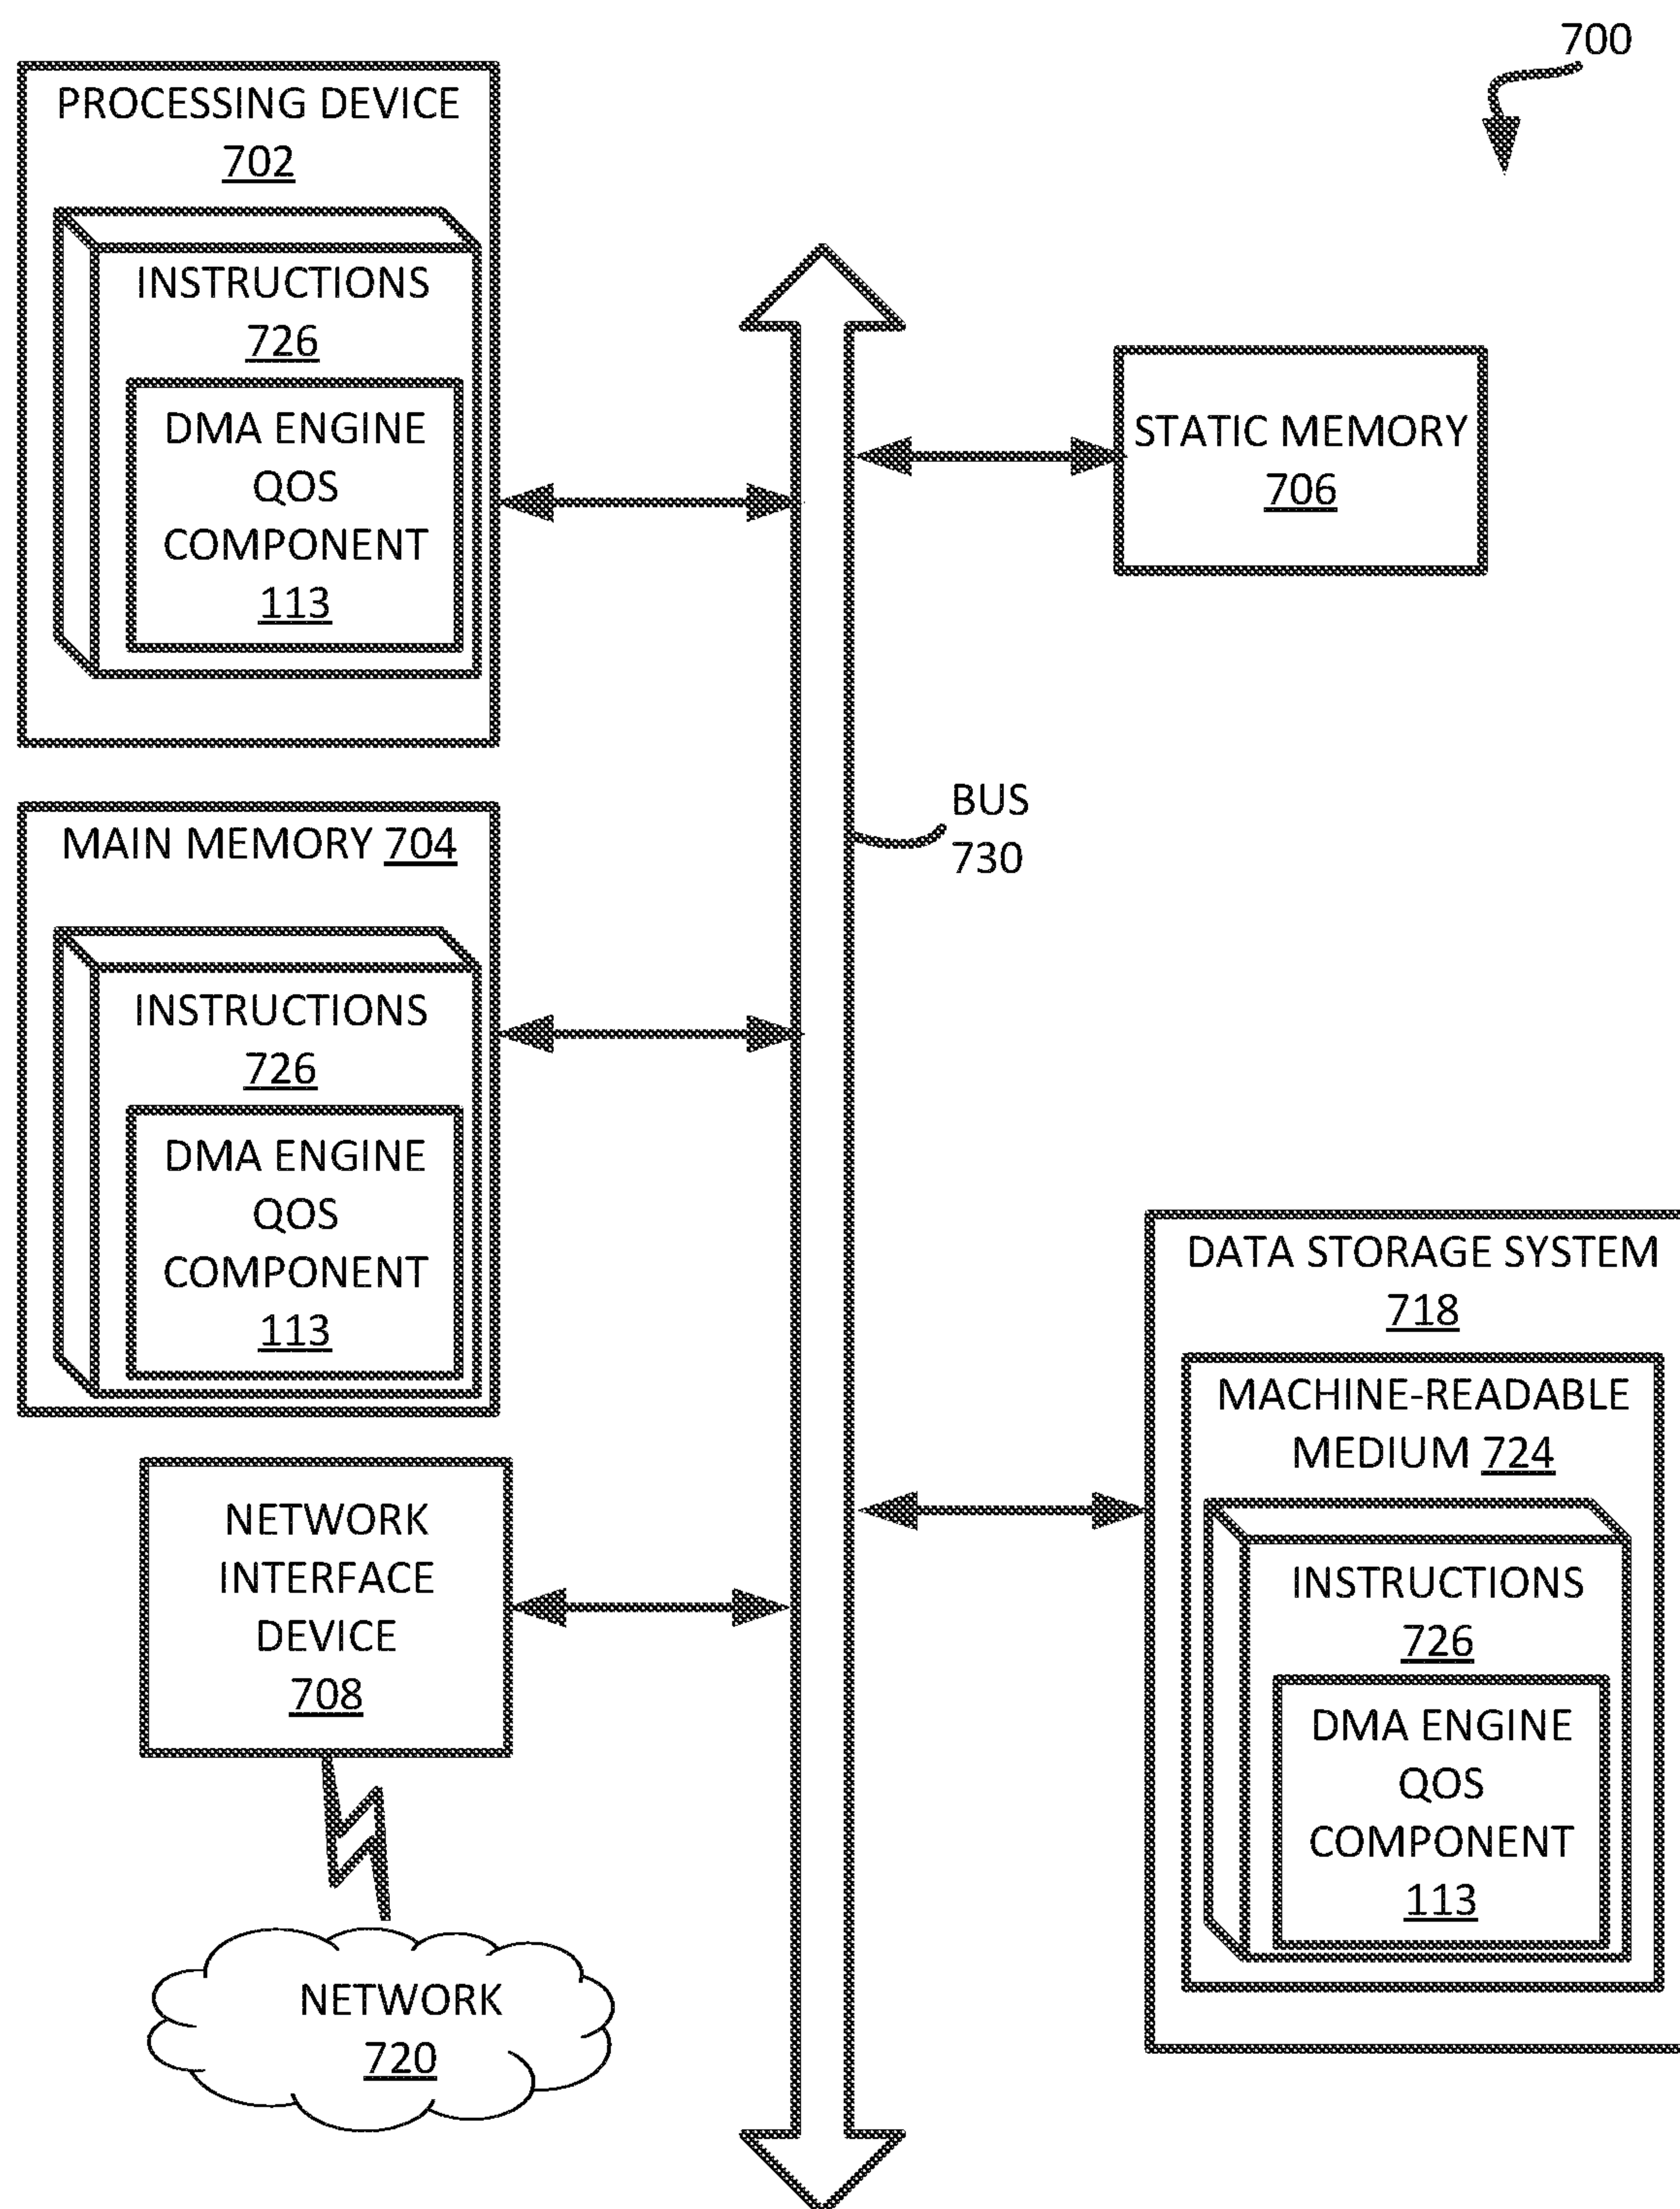 700
PROCESSING DEVICE
702
INSTRUCTIONS
726
DMA ENGINE
QOS
COMPONENT
113
STATIC MEMORY
706
BUS
730
MAIN MEMORY 704
INSTRUCTIONS
726
DMA ENGINE
QOS
COMPONENT
113
DATA STORAGE SYSTEM
718
MACHINE-READABLE
MEDIUM 724
INSTRUCTIONS
726
DMA ENGINE
QOS
COMPONENT
113
NETWORK
INTERFACE
DEVICE
708
NETWORK
720